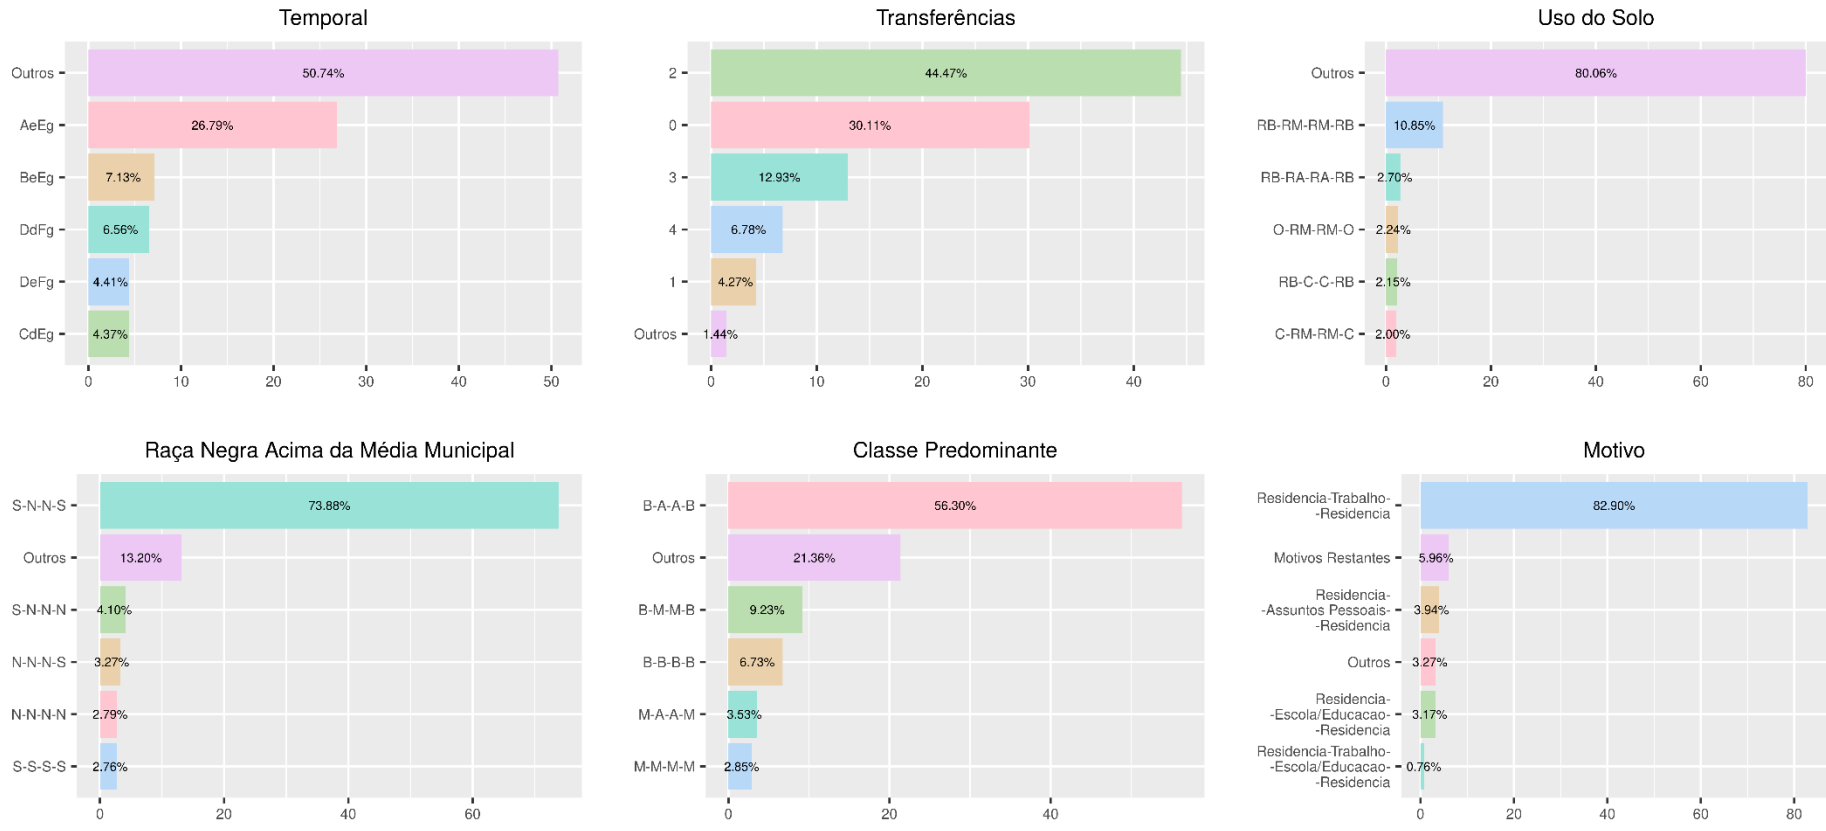 Temporal
Outros
50.74%
AeEg
26.79%
BeEg
7.13%
DdFg
6.56%
DeFg
4.41%
CdEg
4.37%
0 10 20 30 40 50
Transferências
2
44.47%
0
30.11%
3
12.93%
4
6.78%
1
4.27%
Outros
1.44%
0 10 20 30 40
Uso do Solo
Outros
80.06%
RB-RM-RM-RB
10.85%
RB-RA-RA-RB
2.70%
O-RM-RM-O
2.24%
RB-C-C-RB
2.15%
C-RM-RM-C
2.00%
0 20 40 60 80
Raça Negra Acima da Média Municipal
S-N-N-S
73.88%
Outros
13.20%
S-N-N-N
4.10%
N-N-N-S
3.27%
N-N-N-N
2.79%
S-S-S-S
2.76%
0 20 40 60
Classe Predominante
B-A-A-B
56.30%
Outros
21.36%
B-M-M-B
9.23%
B-B-B-B
6.73%
M-A-A-M
3.53%
M-M-M-M
2.85%
0 20 40
Motivo
Residencia-Trabalho-
-Residencia
82.90%
Motivos Restantes
5.96%
Residencia-
-Assuntos Pessoais-
-Residencia
3.94%
Outros
3.27%
Residencia-
-Escola/Educacao-
-Residencia
3.17%
Residencia-Trabalho-
-Escola/Educacao-
-Residencia
0.76%
0 20 40 60 80